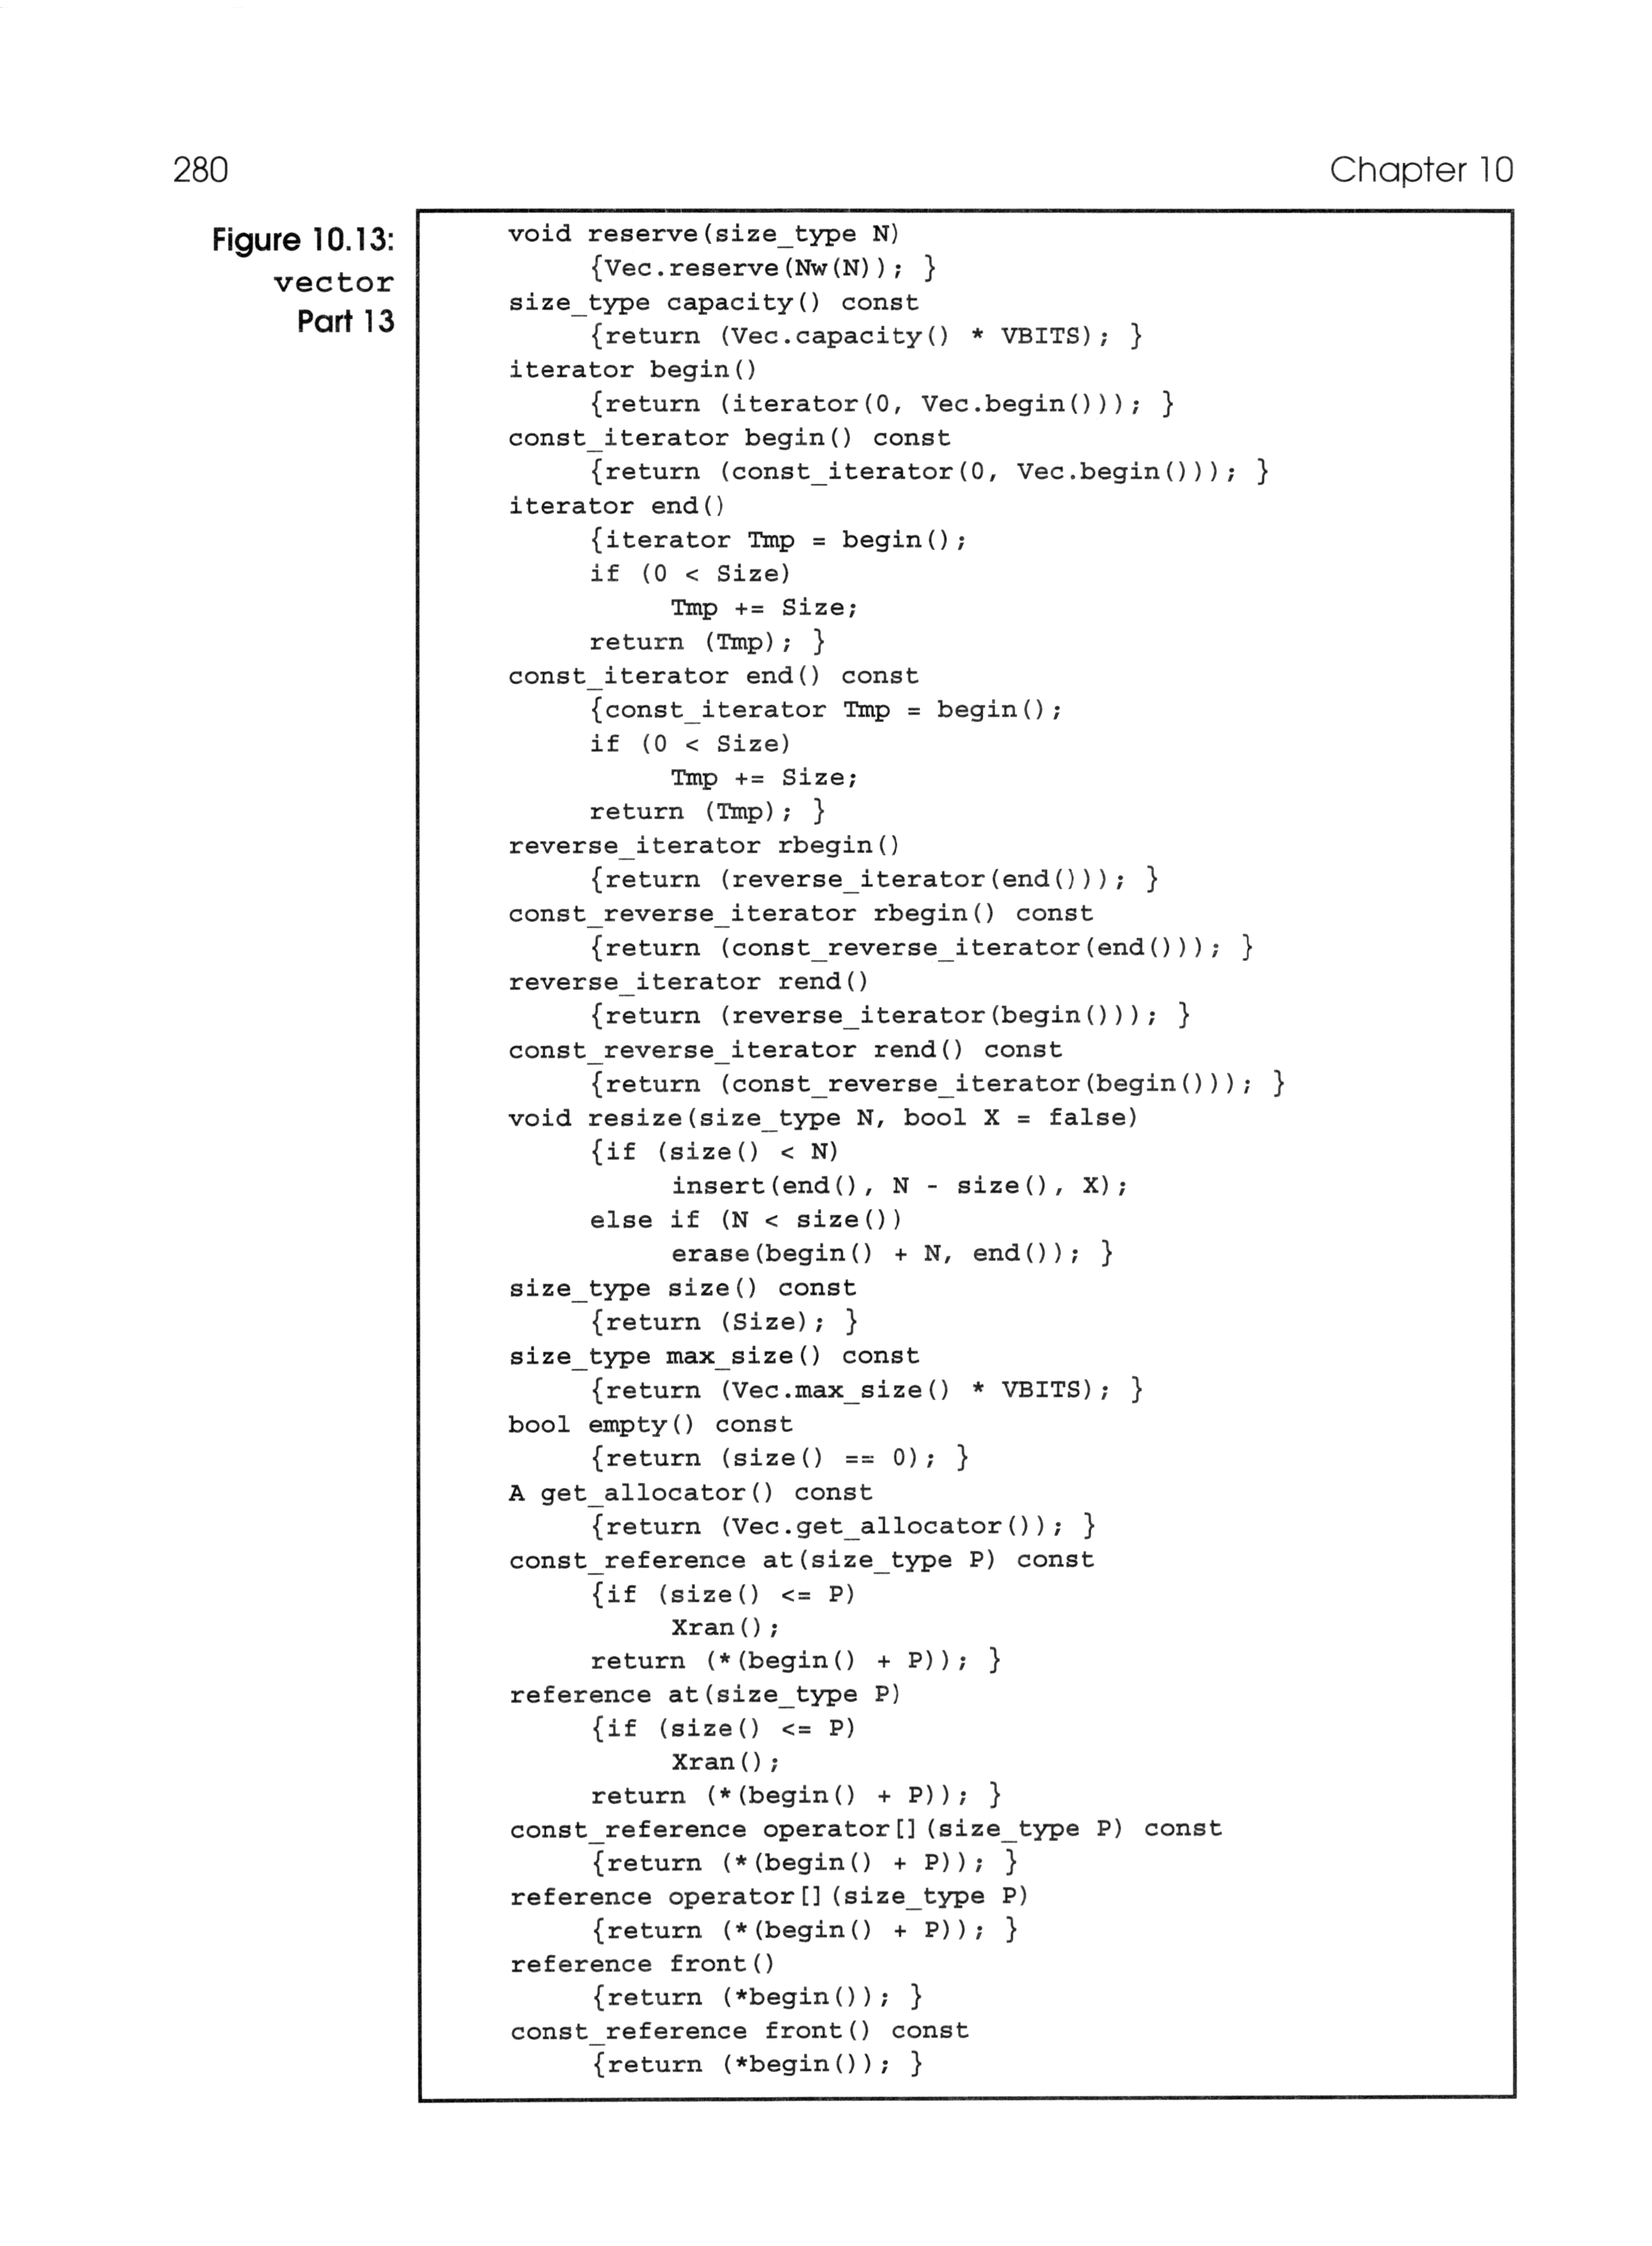 280
Chapter 10
Figure 10.13:
vector
Part 13
void reserve(size_type N)
{Vec.reserve(Nw(N)); }
size_type capacity() const
{return (Vec.capacity() * VBITS); }
iterator begin()
{return (iterator(0, Vec.begin())); }
const_iterator begin() const
{return (const_iterator(0, Vec.begin())); }
iterator end()
{iterator Tmp = begin();
if (0 < Size)
Tmp += Size;
return (Tmp); }
const_iterator end() const
{const_iterator Tmp = begin();
if (0 < Size)
Tmp += Size;
return (Tmp); }
reverse_iterator rbegin()
{return (reverse_iterator(end())); }
const_reverse_iterator rbegin() const
{return (const_reverse_iterator(end())); }
reverse_iterator rend()
{return (reverse_iterator(begin())); }
const_reverse_iterator rend() const
{return (const_reverse_iterator(begin())); }
void resize(size_type N, bool X = false)
{if (size() < N)
insert(end(), N - size(), X);
else if (N < size())
erase(begin() + N, end()); }
size_type size() const
{return (Size); }
size_type max_size() const
{return (Vec.max_size() * VBITS); }
bool empty() const
{return (size() == 0); }
A get_allocator() const
{return (Vec.get_allocator()); }
const_reference at(size_type P) const
{if (size() <= P)
Xran();
return (*(begin() + P)); }
reference at(size_type P)
{if (size() <= P)
Xran();
return (*(begin() + P)); }
const_reference operator[](size_type P) const
{return (*(begin() + P)); }
reference operator[](size_type P)
{return (*(begin() + P)); }
reference front()
{return (*begin()); }
const_reference front() const
{return (*begin()); }